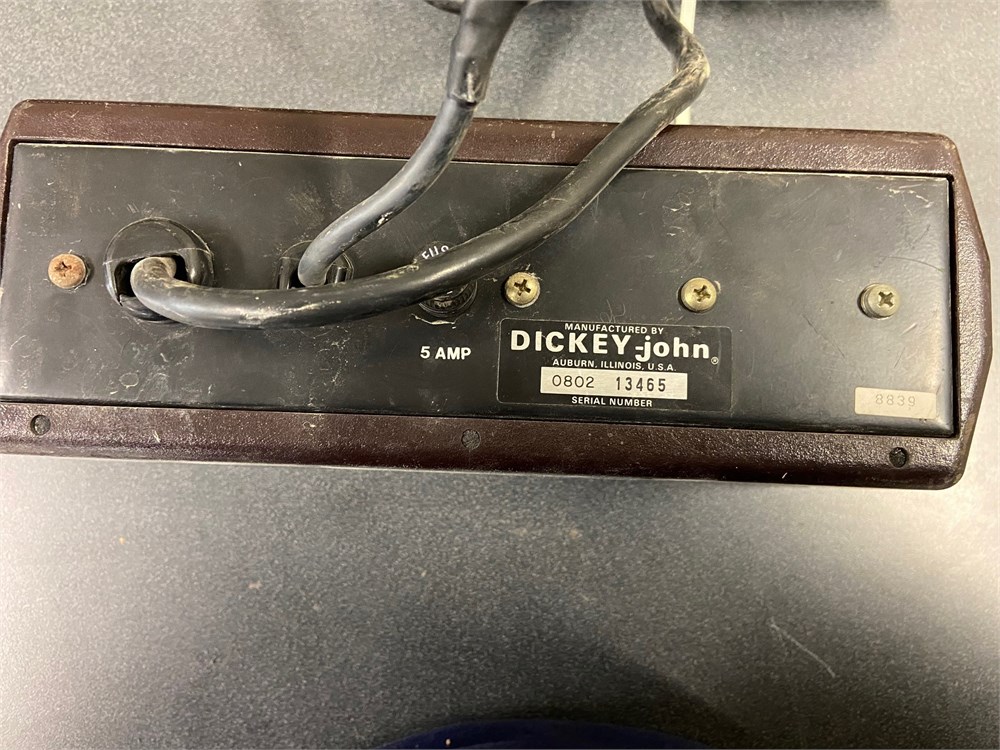 5 AMP
MANUFACTURED BY
DICKEY-john®
AUBURN, ILLINOIS, U.S.A.
0802 13465
SERIAL NUMBER
8839